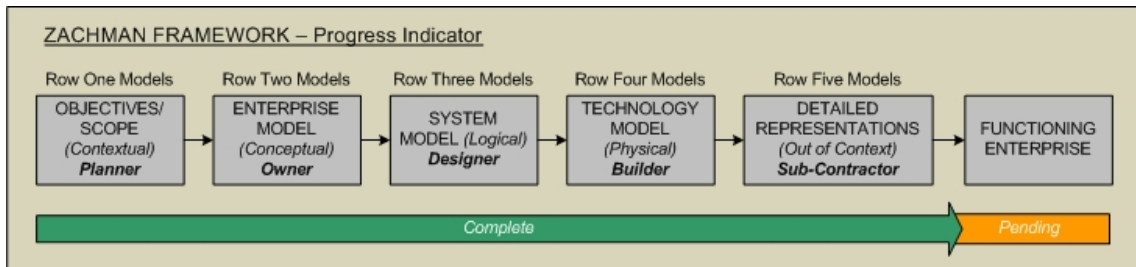 ZACHMAN FRAMEWORK – Progress Indicator
Row One Models
Row Two Models
Row Three Models
Row Four Models
Row Five Models
OBJECTIVES/
SCOPE
(Contextual)
Planner
ENTERPRISE
MODEL
(Conceptual)
Owner
SYSTEM
MODEL (Logical)
Designer
TECHNOLOGY
MODEL
(Physical)
Builder
DETAILED
REPRESENTATIONS
(Out of Context)
Sub-Contractor
FUNCTIONING
ENTERPRISE
Complete
Pending